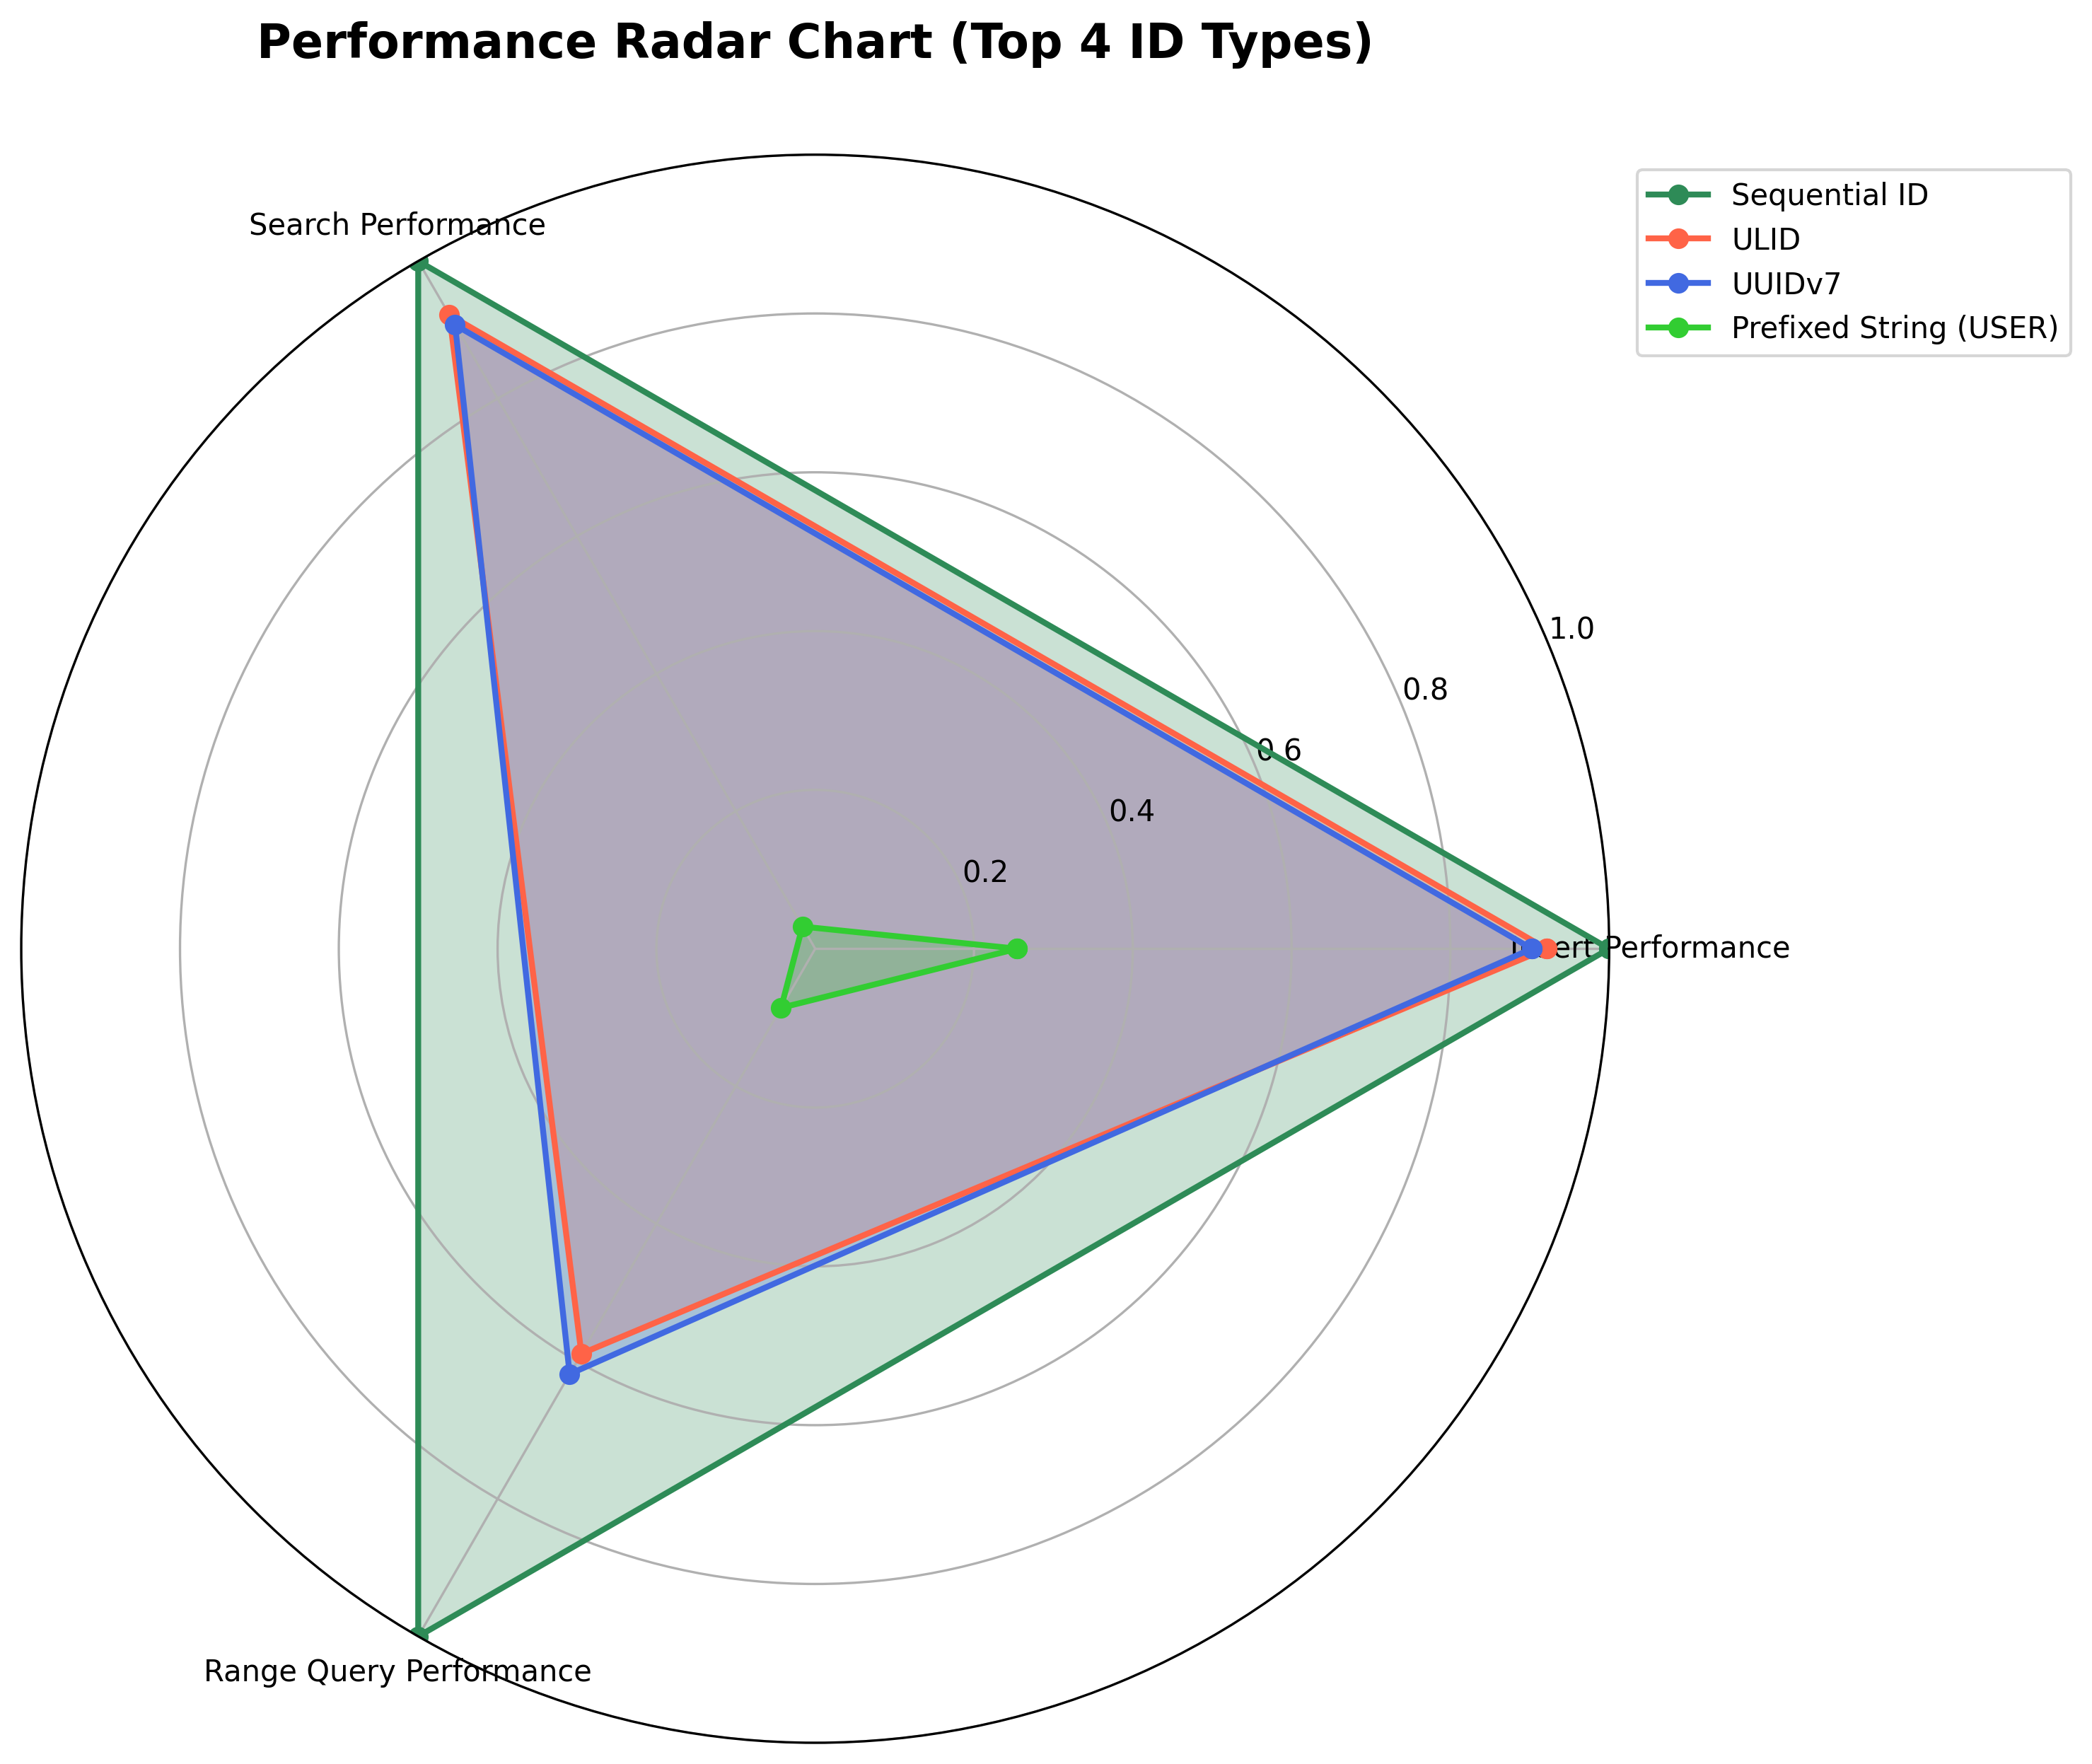 Performance Radar Chart (Top 4 ID Types)
Sequential ID
ULID
UUIDv7
Prefixed String (USER)
Search Performance
1.0
0.8
0.6
0.4
0.2
Insert Performance
Range Query Performance